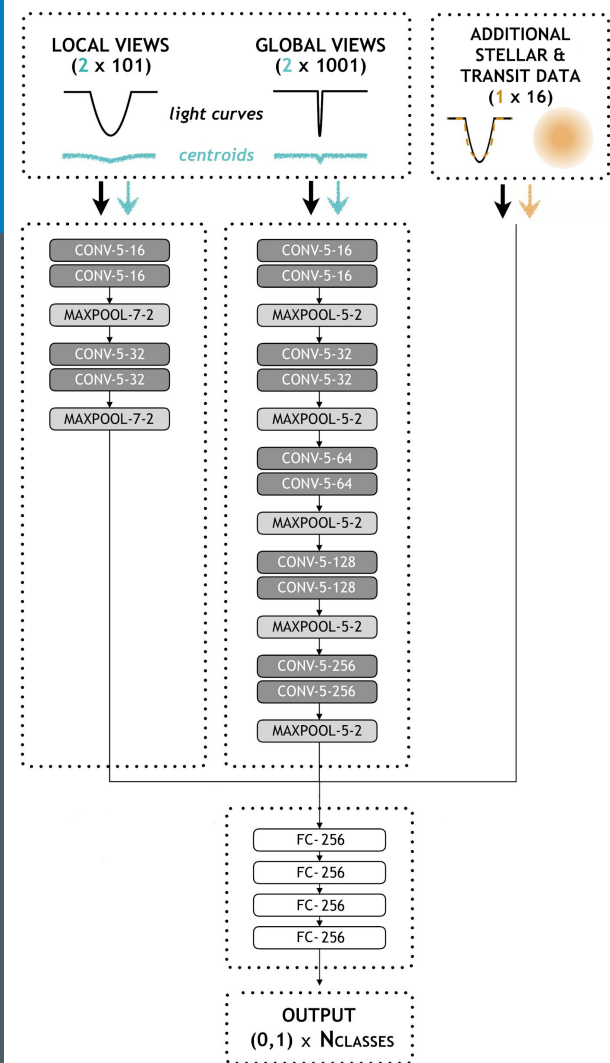 LOCAL VIEWS
(2 x 101)
GLOBAL VIEWS
(2 x 1001)
light curves
centroids
ADDITIONAL
STELLAR &
TRANSIT DATA
(1 x 16)
CONV-5-16
CONV-5-16
MAXPOOL-7-2
CONV-5-32
CONV-5-32
MAXPOOL-7-2
CONV-5-16
CONV-5-16
MAXPOOL-5-2
CONV-5-32
CONV-5-32
MAXPOOL-5-2
CONV-5-64
CONV-5-64
MAXPOOL-5-2
CONV-5-128
CONV-5-128
MAXPOOL-5-2
CONV-5-256
CONV-5-256
MAXPOOL-5-2
FC-256
FC-256
FC-256
FC-256
OUTPUT
(0,1) x NCLASSES